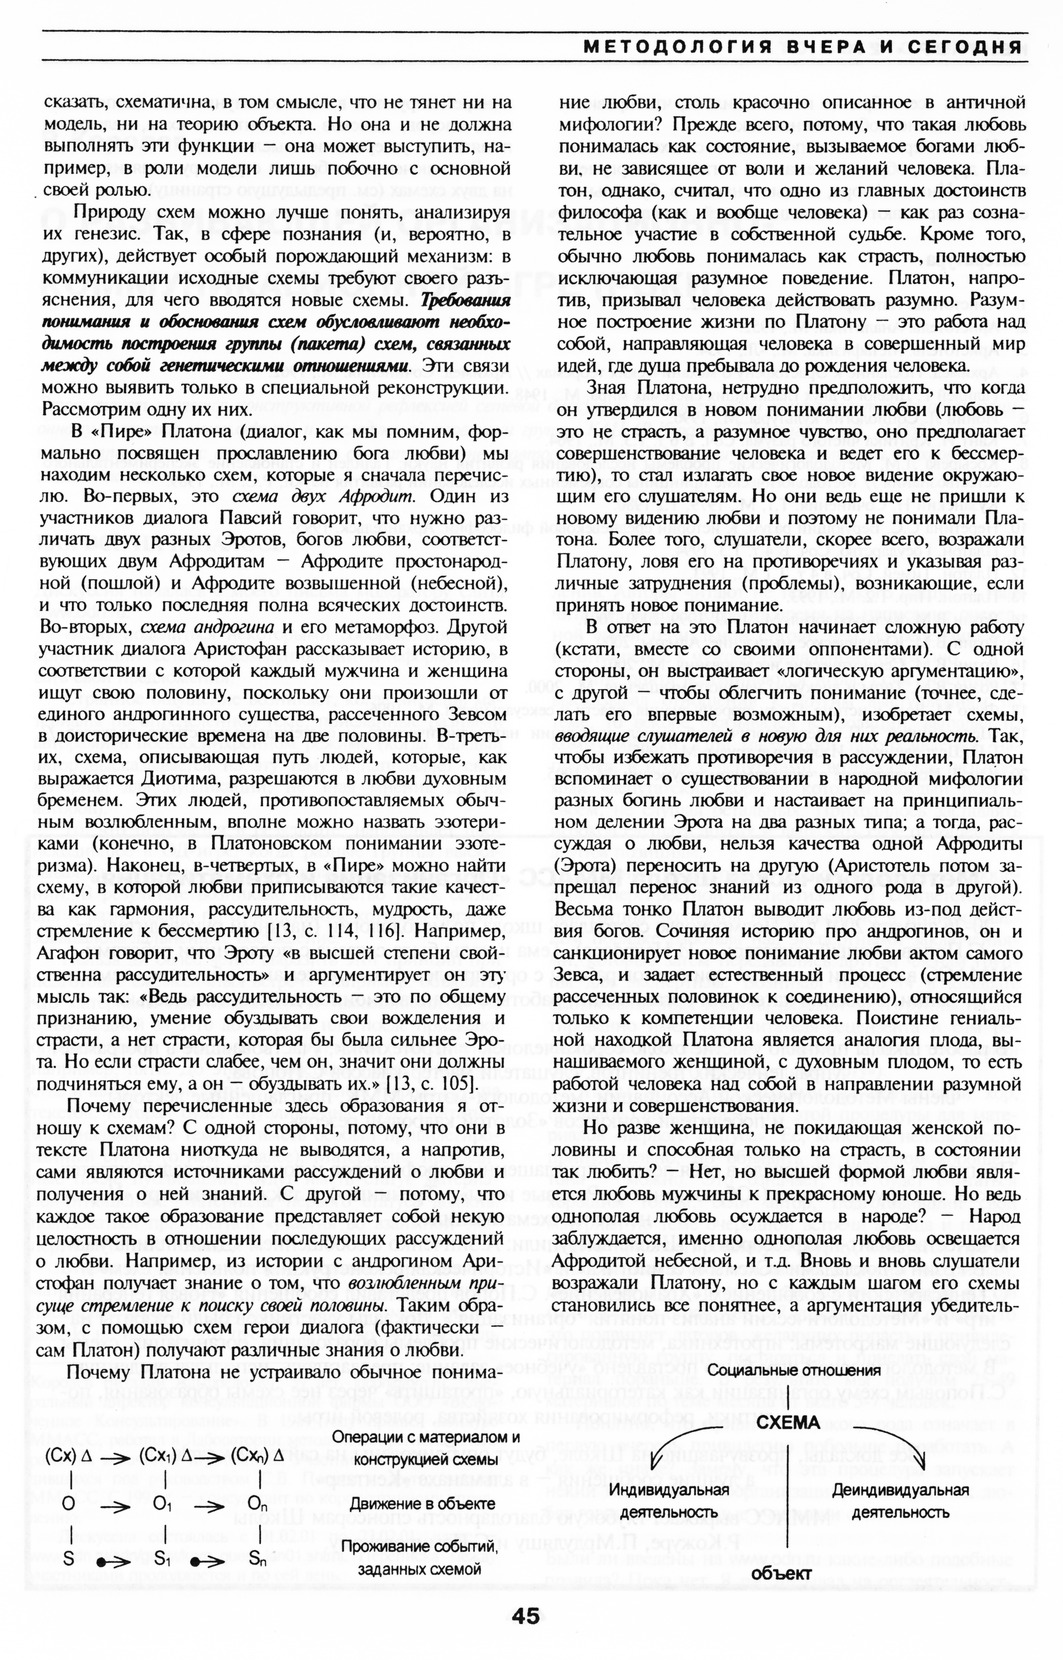 МЕТОДОЛОГИЯ ВЧЕРА И СЕГОДНЯ
сказать, схематична, в том смысле, что не тянет ни на
модель, ни на теорию объекта. Но она и не должна
выполнять эти функции — она может выступить, на-
пример, в роли модели лишь побочно с основной
своей ролью.
Природу схем можно лучше понять, анализируя
их генезис. Так, в сфере познания (и, вероятно, в
других), действует особый порождающий механизм: в
коммуникации исходные схемы требуют своего разъ-
яснения, для чего вводятся новые схемы. Требования
понимания и обоснования схем обусловливают необхо-
димость построения группы (пакета) схем, связанных
между собой генетическими отношениями. Эти связи
можно выявить только в специальной реконструкции.
Рассмотрим одну их них.
В «Пире» Платона (диалог, как мы помним, фор-
мально посвящен прославлению бога любви) мы
находим несколько схем, которые я сначала перечис-
лю. Во-первых, это схема двух Афродит. Один из
участников диалога Павсий говорит, что нужно раз-
личать двух разных Эротов, богов любви, соответст-
вующих двум Афродитам — Афродите простонарод-
ной (пошлой) и Афродите возвышенной (небесной),
и что только последняя полна всяческих достоинств.
Во-вторых, схема андрогина и его метаморфоз. Другой
участник диалога Аристофан рассказывает историю, в
соответствии с которой каждый мужчина и женщина
ищут свою половину, поскольку они произошли от
единого андрогинного существа, рассеченного Зевсом
в доисторические времена на две половины. В-треть-
их, схема, описывающая путь людей, которые, как
выражается Диотима, разрешаются в любви духовным
бременем. Этих людей, противопоставляемых обыч-
ным возлюбленным, вполне можно назвать эзотери-
ками (конечно, в Платоновском понимании эзоте-
ризма). Наконец, в-четвертых, в «Пире» можно найти
схему, в которой любви приписываются такие качест-
ва как гармония, рассудительность, мудрость, даже
стремление к бессмертию [13, с. 114, 116]. Например,
Агафон говорит, что Эроту «в высшей степени свой-
ственна рассудительность» и аргументирует он эту
мысль так: «Ведь рассудительность — это по общему
признанию, умение обуздывать свои вожделения и
страсти, а нет страсти, которая бы была сильнее Эро-
та. Но если страсти слабее, чем он, значит они должны
подчиняться ему, а он — обуздывать их.» [13, с. 105].
Почему перечисленные здесь образования я от-
ношу к схемам? С одной стороны, потому, что они в
тексте Платона ниоткуда не выводятся, а напротив,
сами являются источниками рассуждений о любви и
получения о ней знаний. С другой — потому, что
каждое такое образование представляет собой некую
целостность в отношении последующих рассуждений
о любви. Например, из истории с андрогином Ари-
стофан получает знание о том, что возлюбленным при-
суще стремление к поиску своей половины. Таким обра-
зом, с помощью схем герои диалога (фактически
сам Платон) получают различные знания о любви.
Почему Платона не устраивало обычное понима-
ние любви, столь красочно описанное в античной
мифологии? Прежде всего, потому, что такая любовь
понималась как состояние, вызываемое богами люб-
ви, не зависящее от воли и желаний человека. Пла-
тон, однако, считал, что одно из главных достоинств
философа (как и вообще человека) — как раз созна-
тельное участие в собственной судьбе. Кроме того,
обычно любовь понималась как страсть, полностью
исключающая разумное поведение. Платон, напро-
тив, призывал человека действовать разумно. Разум-
ное построение жизни по Платону — это работа над
собой, направляющая человека в совершенный мир
идей, где душа пребывала до рождения человека.
Зная Платона, нетрудно предположить, что когда
он утвердился в новом понимании любви (любовь —
это не страсть, а разумное чувство, оно предполагает
совершенствование человека и ведет его к бессмер-
тию), он начал излагать свое новое видение окружаю-
щим его слушателям. Но они ведь еще не пришли к
новому видению любви и поэтому не понимали Пла-
тона. Более того, слушатели, скорее всего, возражали
Платону, ловя его на противоречиях и указывая раз-
личные затруднения (проблемы), возникающие, если
принять новое понимание.
В ответ на это Платон начинает сложную работу
(кстати, вместе со своими оппонентами). С одной
стороны, он выстраивает «логическую аргументацию»,
с другой — чтобы облегчить понимание (точнее, сде-
лать его впервые возможным), изобретает схемы,
вводящие слушателей в новую для них реальность. Так,
чтобы избежать противоречия в рассуждении, Платон
вспоминает о существовании в народной мифологии
разных богинь любви и настаивает на принципиаль-
ном делении Эрота на два разных типа; а тогда, рас-
суждая о любви, нельзя качества одной Афродиты
(Эрота) переносить на другую (Аристотель потом за-
прещал перенос знаний из одного рода в другой).
Весьма тонко Платон выводит любовь из-под дейст-
вия богов. Сочиняя историю про андрогинов, он и
санкционирует новое понимание любви актом самого
Зевса, и задает естественный процесс (стремление
рассеченных половинок к соединению), относящийся
только к компетенции человека. Поистине гениаль-
ной находкой Платона является аналогия плода, вы-
нашиваемого женщиной, с духовным плодом, то есть
работой человека над собой в направлении разумной
жизни и совершенствования.
Но разве женщина, не покидающая женской по-
ловины и способная только на страсть, в состоянии
так любить? — Нет, но высшей формой любви явля-
ется любовь мужчины к прекрасному юноше. Но ведь
однополая любовь осуждается в народе? — Народ
заблуждается, именно однополая любовь освещается
Афродитой небесной, и т.д. Вновь и вновь слушатели
возражали Платону, но с каждым шагом его схемы
становились все понятнее, а аргументация убедитель-
(Сх) Δ (Сх1) Δ (Схn) Δ
Операции с материалом и
конструкцией схемы
O O1 On
Движение в объекте
S S1 Sn
Проживание событий,
заданных схемой
Социальные отношения
СХЕМА
Индивидуальная
деятельность
Деиндивидуальная
деятельность
объект
45